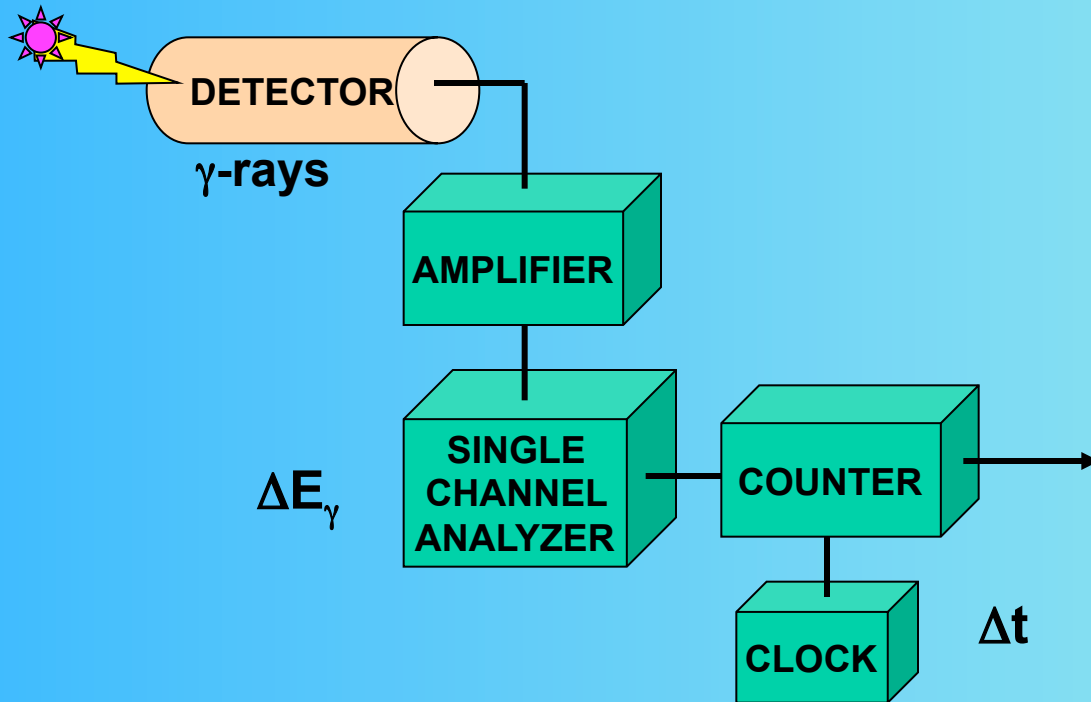 DETECTOR
γ-rays
AMPLIFIER
SINGLE
CHANNEL
ANALYZER
ΔEγ
COUNTER
CLOCK
Δt